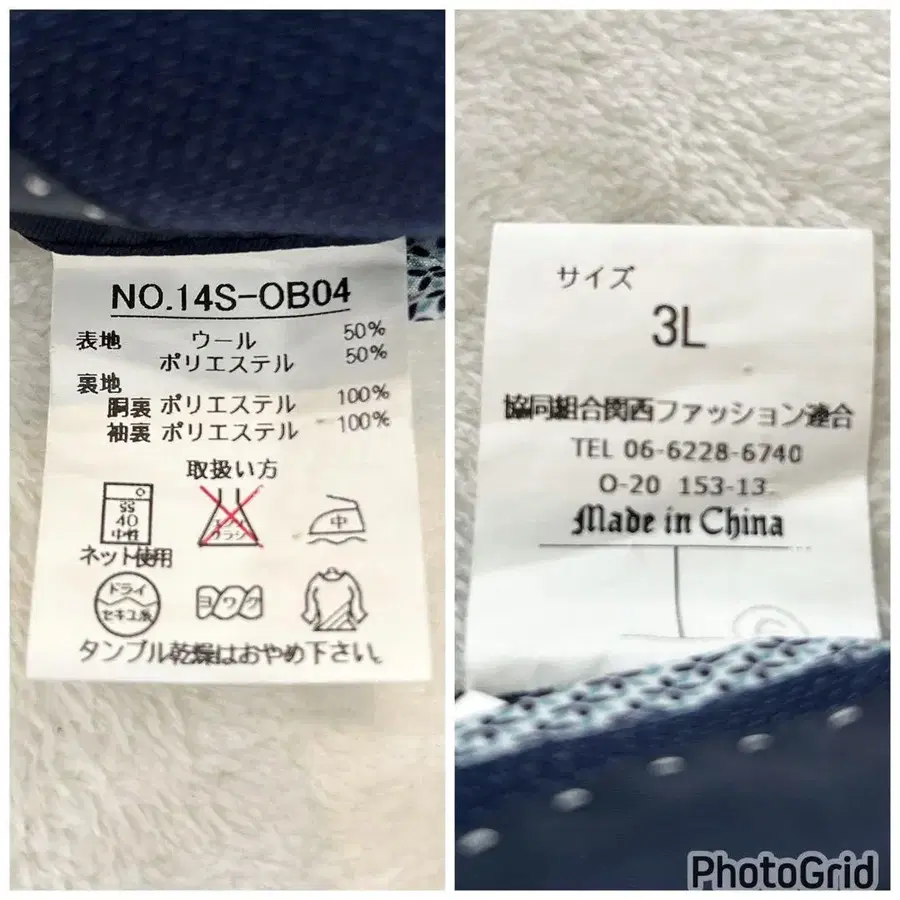 NO.14S-OB04
表地 ウール 50%
ポリエステル 50%
裏地
胴裏 ポリエステル 100%
袖裏 ポリエステル 100%
取扱い方
40
中性
中
ネット使用
ドライ
セキユ系
ヨワク
タンブル乾燥はおやめ下さい。
サイズ
3L
協同組合関西ファッション連合
TEL 06-6228-6740
O-20 153-13
Made in China
PhotoGrid